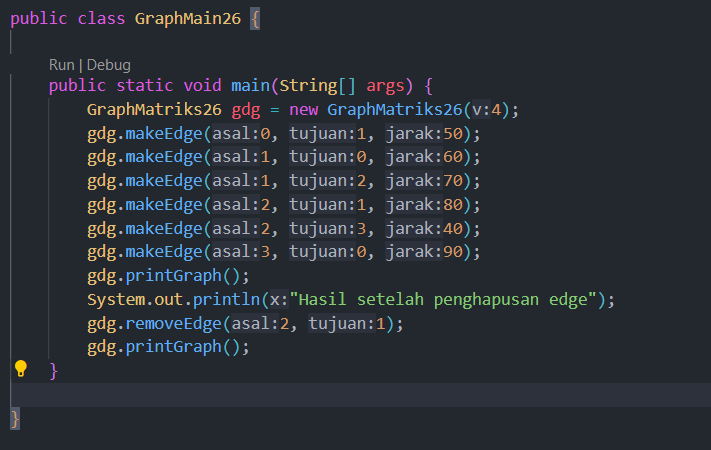 public class GraphMain26 {
Run | Debug
public static void main(String[] args) {
GraphMatriks26 gdg = new GraphMatriks26(v:4);
gdg.makeEdge(asal:0, tujuan:1, jarak:50);
gdg.makeEdge(asal:1, tujuan:0, jarak:60);
gdg.makeEdge(asal:1, tujuan:2, jarak:70);
gdg.makeEdge(asal:2, tujuan:1, jarak:80);
gdg.makeEdge(asal:2, tujuan:3, jarak:40);
gdg.makeEdge(asal:3, tujuan:0, jarak:90);
gdg.printGraph();
System.out.println(x:"Hasil setelah penghapusan edge");
gdg.removeEdge(asal:2, tujuan:1);
gdg.printGraph();
}
}